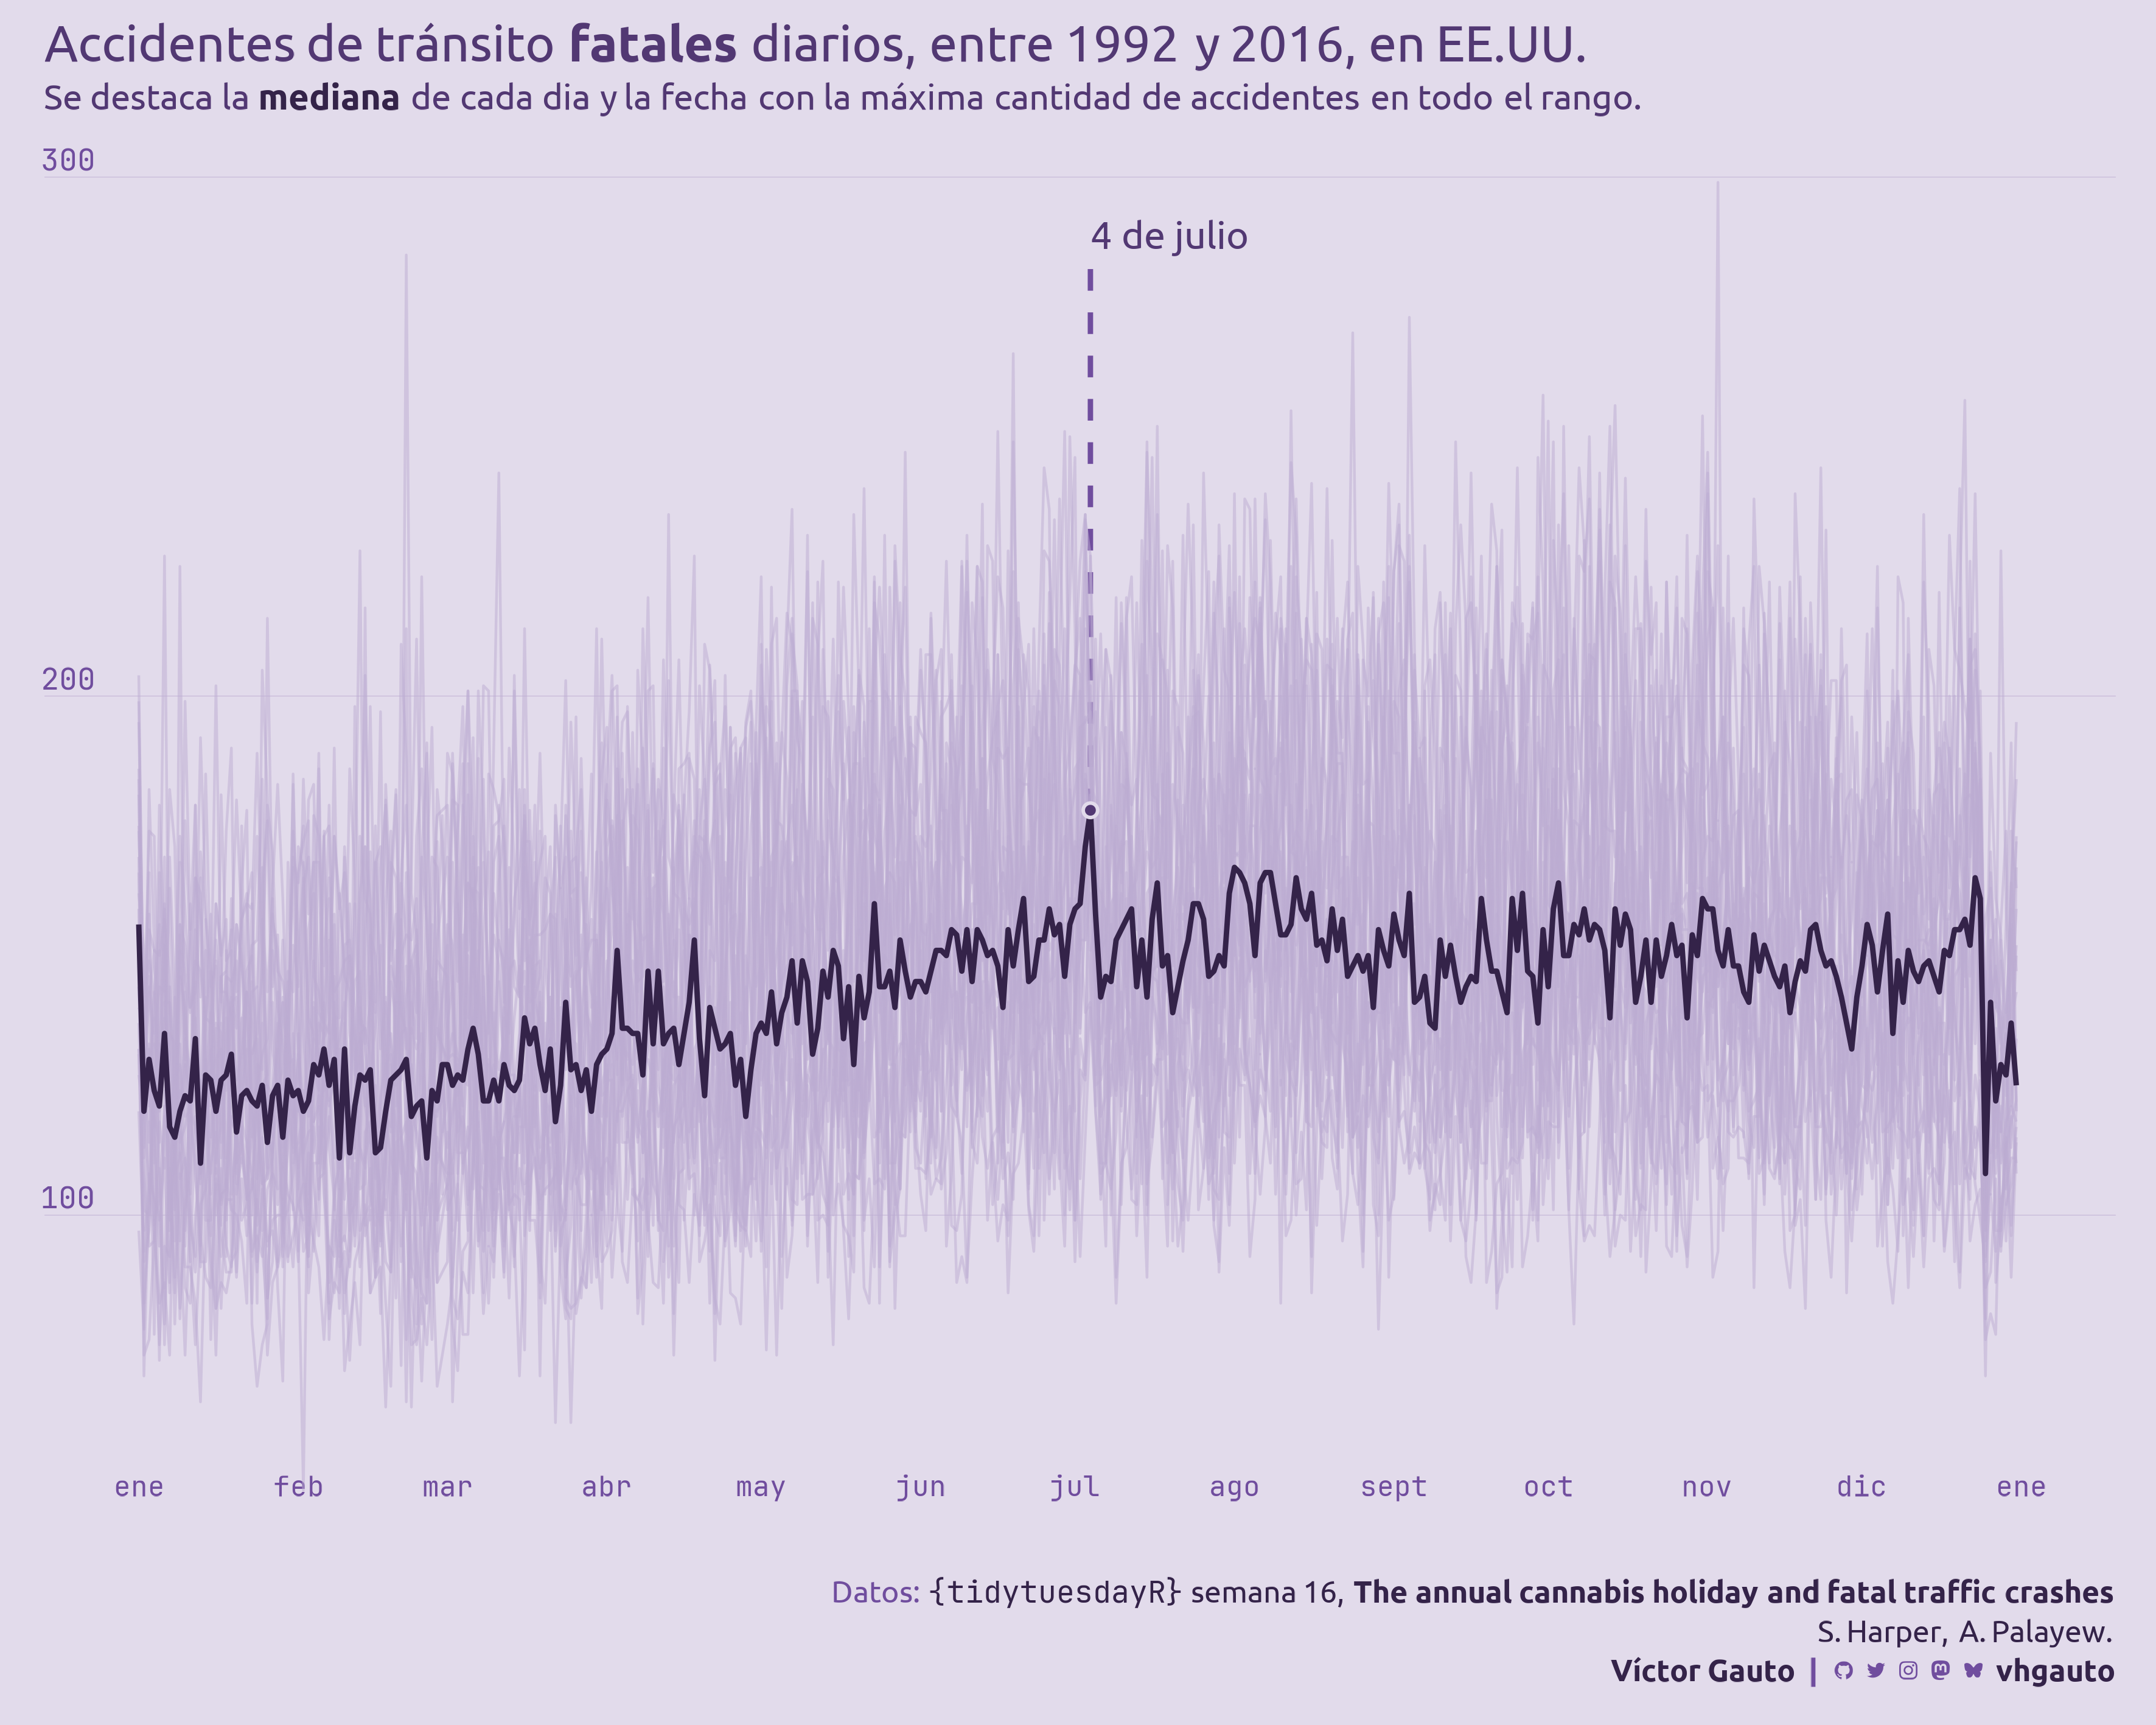 Accidentes de tránsito fatales diarios, entre 1992 y 2016, en EE.UU.
Se destaca la mediana de cada dia y la fecha con la máxima cantidad de accidentes en todo el rango.
300
4 de julio
200
100
ene feb mar abr may jun jul ago sept oct nov dic ene
Datos: {tidytuesdayR} semana 16, The annual cannabis holiday and fatal traffic crashes
S. Harper, A. Palayew.
Víctor Gauto | vhgauto